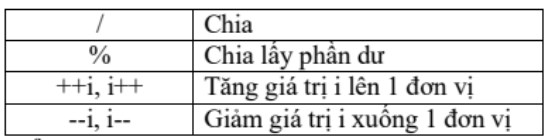 / Chia
% Chia lấy phần dư
++i, i++ Tăng giá trị i lên 1 đơn vị
--i, i-- Giảm giá trị i xuống 1 đơn vị